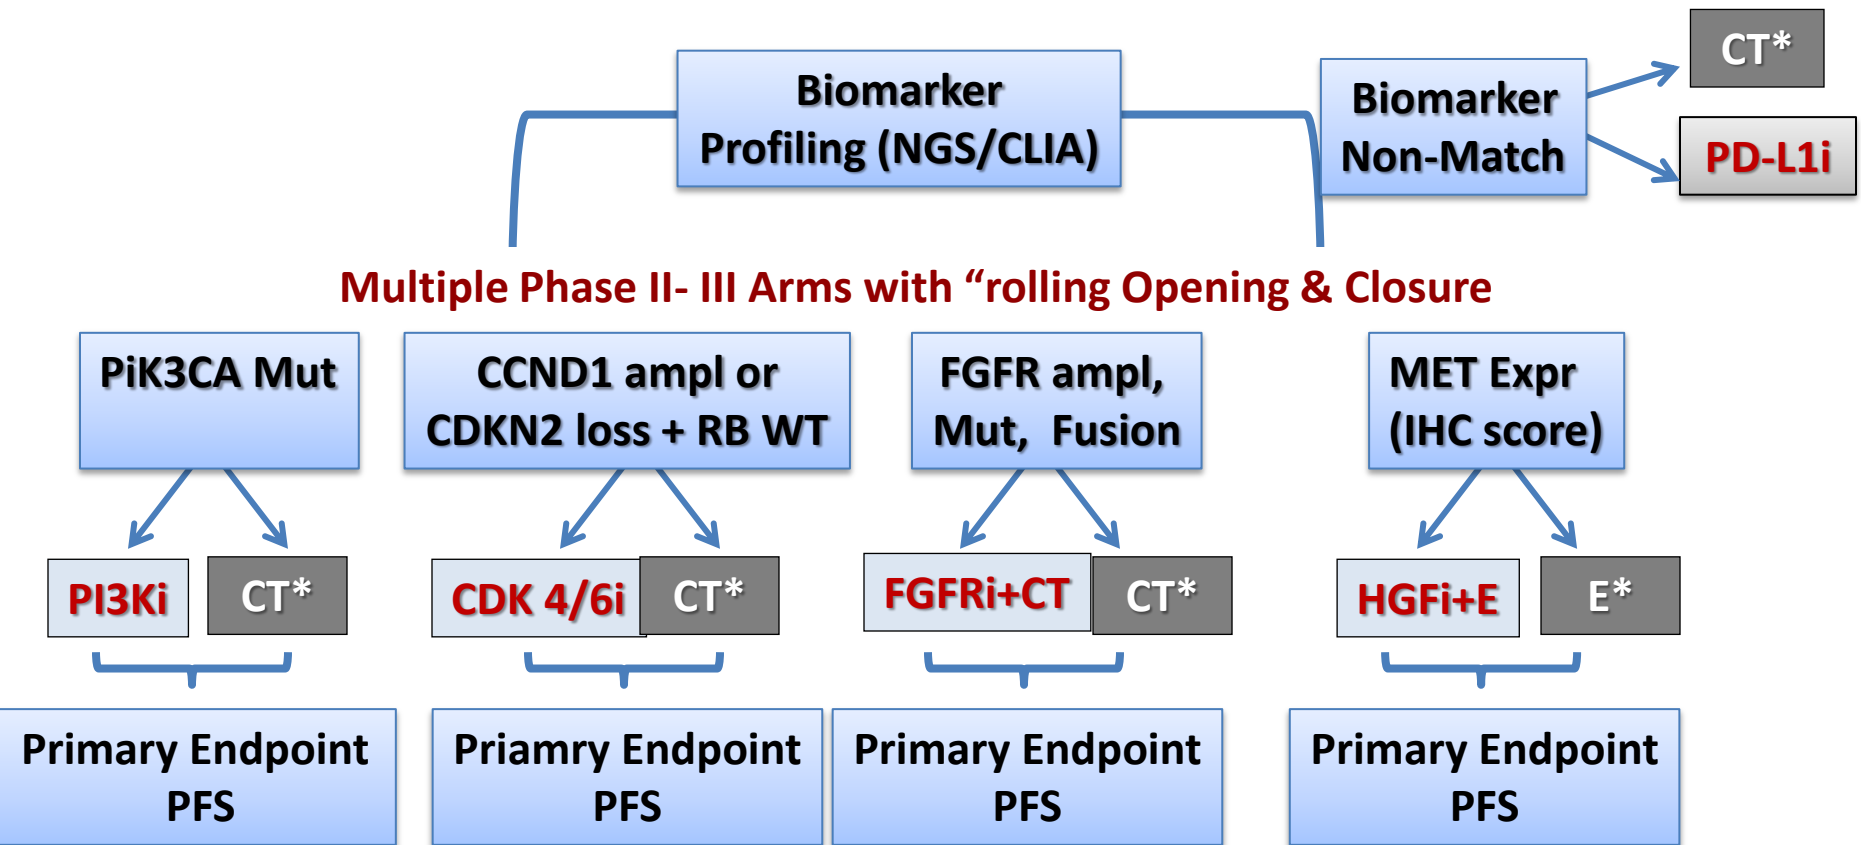 Biomarker
Profiling (NGS/CLIA)
Biomarker
Non-Match
CT*
PD-L1i
Multiple Phase II- III Arms with “rolling Opening & Closure
PiK3CA Mut
CCND1 ampl or
CDKN2 loss + RB WT
FGFR ampl,
Mut, Fusion
MET Expr
(IHC score)
PI3Ki
CT*
CDK 4/6i
CT*
FGFRi+CT
CT*
HGFi+E
E*
Primary Endpoint
PFS
Priamry Endpoint
PFS
Primary Endpoint
PFS
Primary Endpoint
PFS